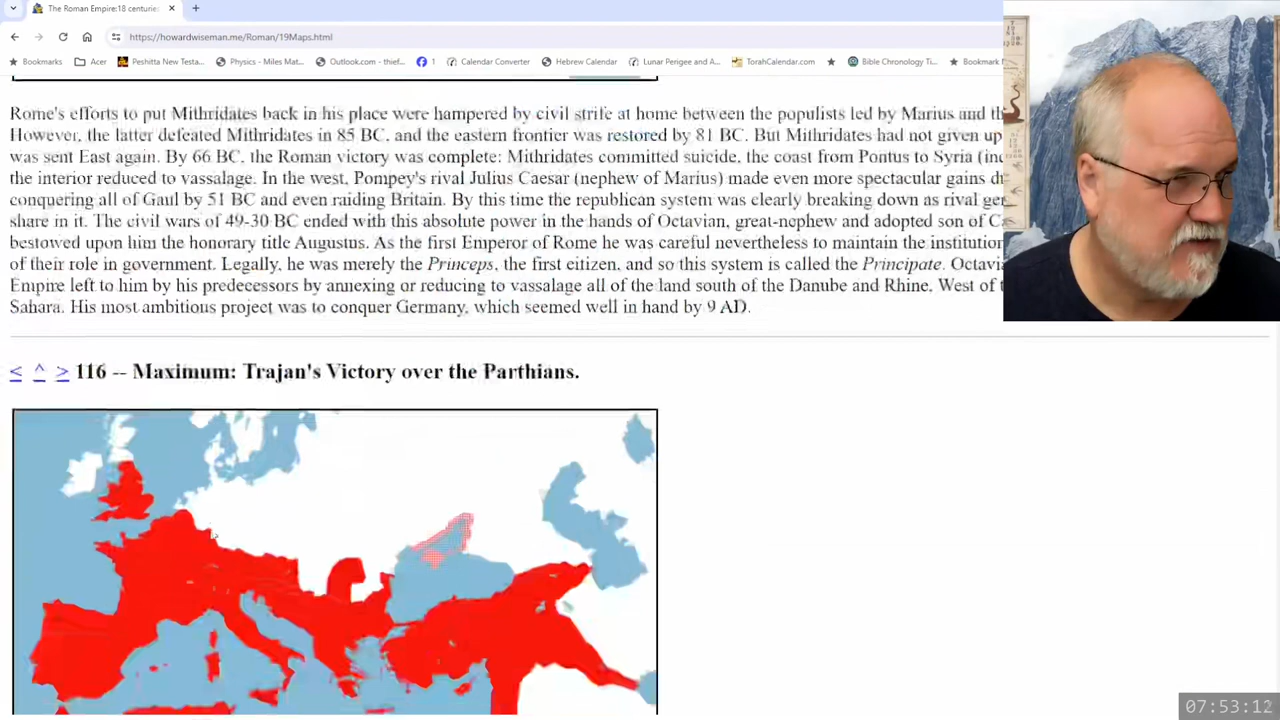 The Roman Empire:18 centurie
https://howardwiseman.me/Roman/19Maps.html
Bookmarks Acer Peshitta New Testa... Physics - Miles Mat... Outlook.com - thief... 1 Calendar Converter Hebrew Calendar Lunar Perigee and A... TorahCalendar.com Bible Chronology Ti... Bookmark
Rome's efforts to put Mithridates back in his place were hampered by civil strife at home between the populists led by Marius and th
However, the latter defeated Mithridates in 85 BC, and the eastern frontier was restored by 81 BC. But Mithridates had not given up
was sent East again. By 66 BC, the Roman victory was complete: Mithridates committed suicide, the coast from Pontus to Syria (inc
the interior reduced to vassalage. In the west, Pompey's rival Julius Caesar (nephew of Marius) made even more spectacular gains d
conquering all of Gaul by 51 BC and even raiding Britain. By this time the republican system was clearly breaking down as rival ge
share in it. The civil wars of 49-30 BC ended with this absolute power in the hands of Octavian, great-nephew and adopted son of C
bestowed upon him the honorary title Augustus. As the first Emperor of Rome he was careful nevertheless to maintain the institution
of their role in government. Legally, he was merely the Princeps, the first citizen, and so this system is called the Principate. Octavi
Empire left to him by his predecessors by annexing or reducing to vassalage all of the land south of the Danube and Rhine, West of t
Sahara. His most ambitious project was to conquer Germany, which seemed well in hand by 9 AD.
< ^ > 116 -- Maximum: Trajan's Victory over the Parthians.
07:53:12